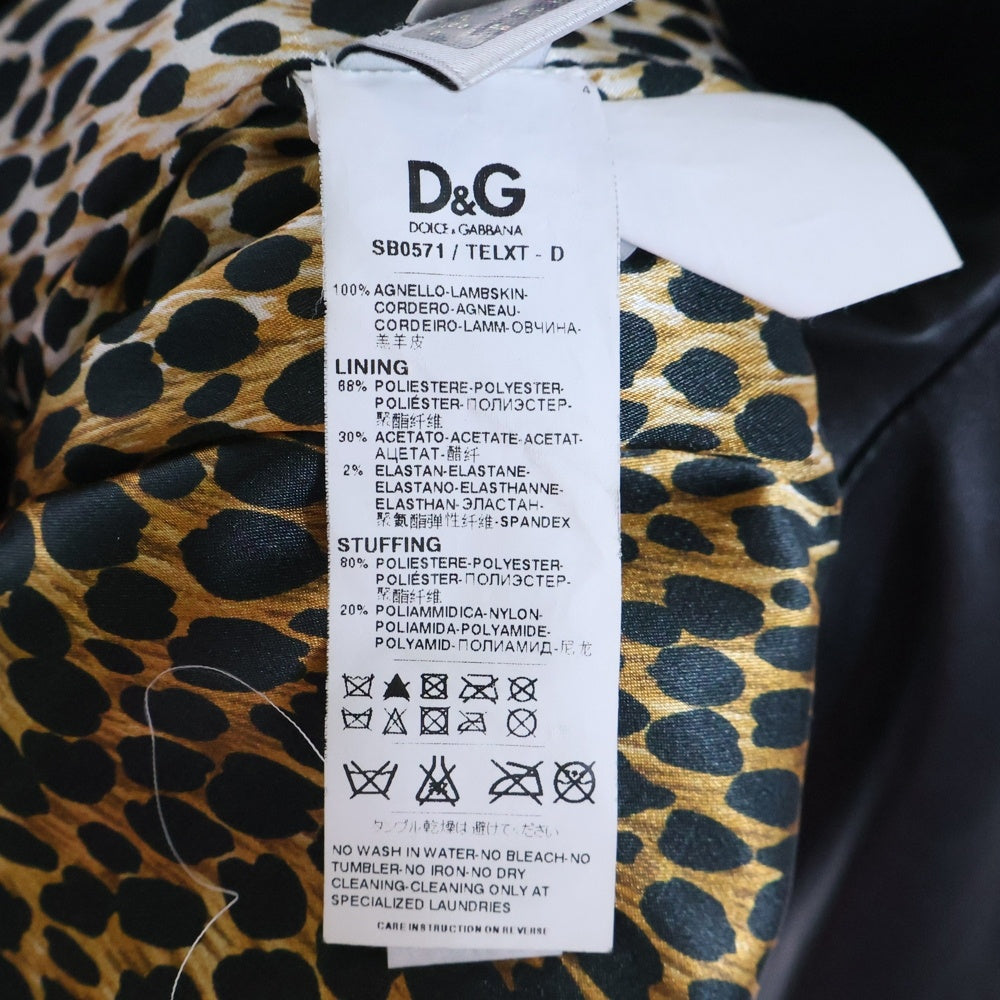 4
D&G
DOLCE & GABBANA
SB0571 / TELXT - D
100% AGNELLO-LAMBSKIN-
CORDERO-AGNEAU-
CORDEIRO-LAMM-ОВЧИНА-
羔羊皮
LINING
68% POLIESTERE-POLYESTER-
POLIÉSTER-ПОЛИЭСТЕР-
聚酯纤维
30% ACETATO-ACETATE-ACETAT-
АЦЕТАТ-醋纤
2% ELASTAN-ELASTANE-
ELASTANO-ELASTHANNE-
ELASTHAN-ЭЛАСТАН-
聚氨酯弹性纤维-SPANDEX
STUFFING
80% POLIESTERE-POLYESTER-
POLIÉSTER-ПОЛИЭСТЕР-
聚酯纤维
20% POLIAMMIDICA-NYLON-
POLIAMIDA-POLYAMIDE-
POLYAMID-ПОЛИАМИД-尼龙
タンブル乾燥は避けてください
NO WASH IN WATER-NO BLEACH-NO
TUMBLER-NO IRON-NO DRY
CLEANING-CLEANING ONLY AT
SPECIALIZED LAUNDRIES
CARE INSTRUCTION ON REVERSE